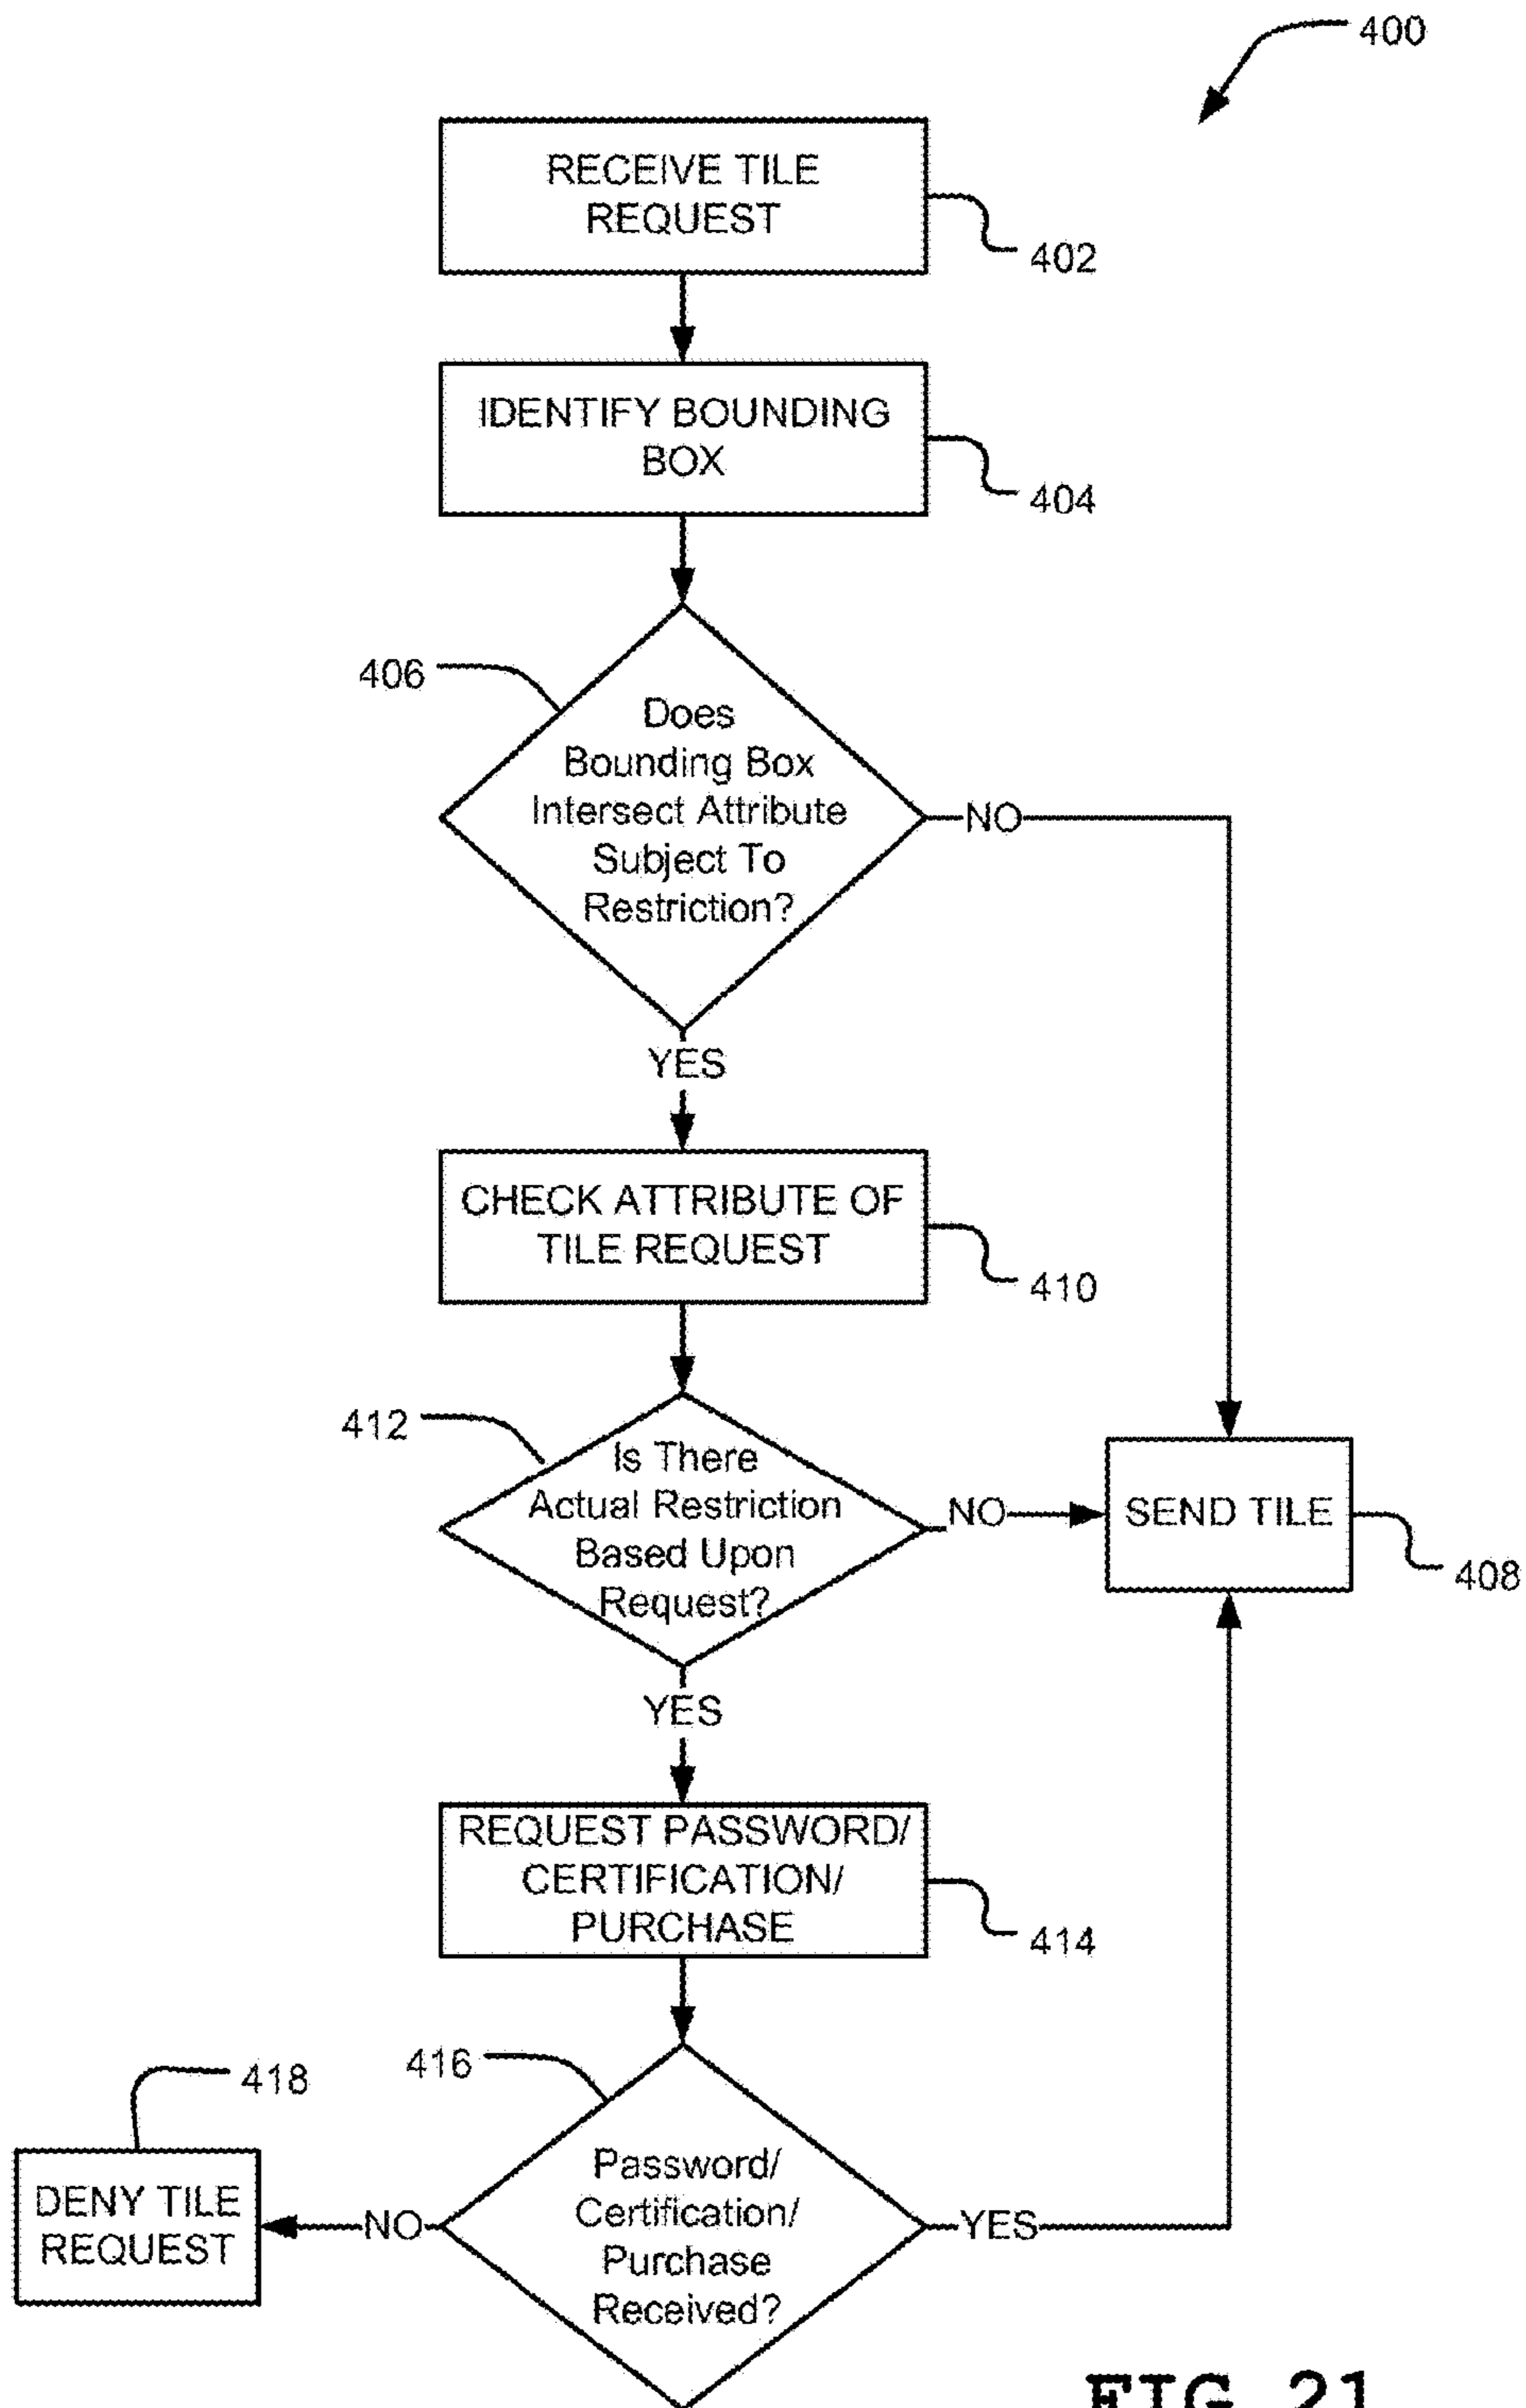 400
RECEIVE TILE
REQUEST
402
IDENTIFY BOUNDING
BOX
404
406
Does
Bounding Box
Intersect Attribute
Subject To
Restriction?
NO
YES
CHECK ATTRIBUTE OF
TILE REQUEST
410
412
Is There
Actual Restriction
Based Upon
Request?
NO
SEND TILE
408
YES
REQUEST PASSWORD/
CERTIFICATION/
PURCHASE
414
416
418
Password/
Certification/
Purchase
Received?
DENY TILE
REQUEST
NO
YES
FIG 21